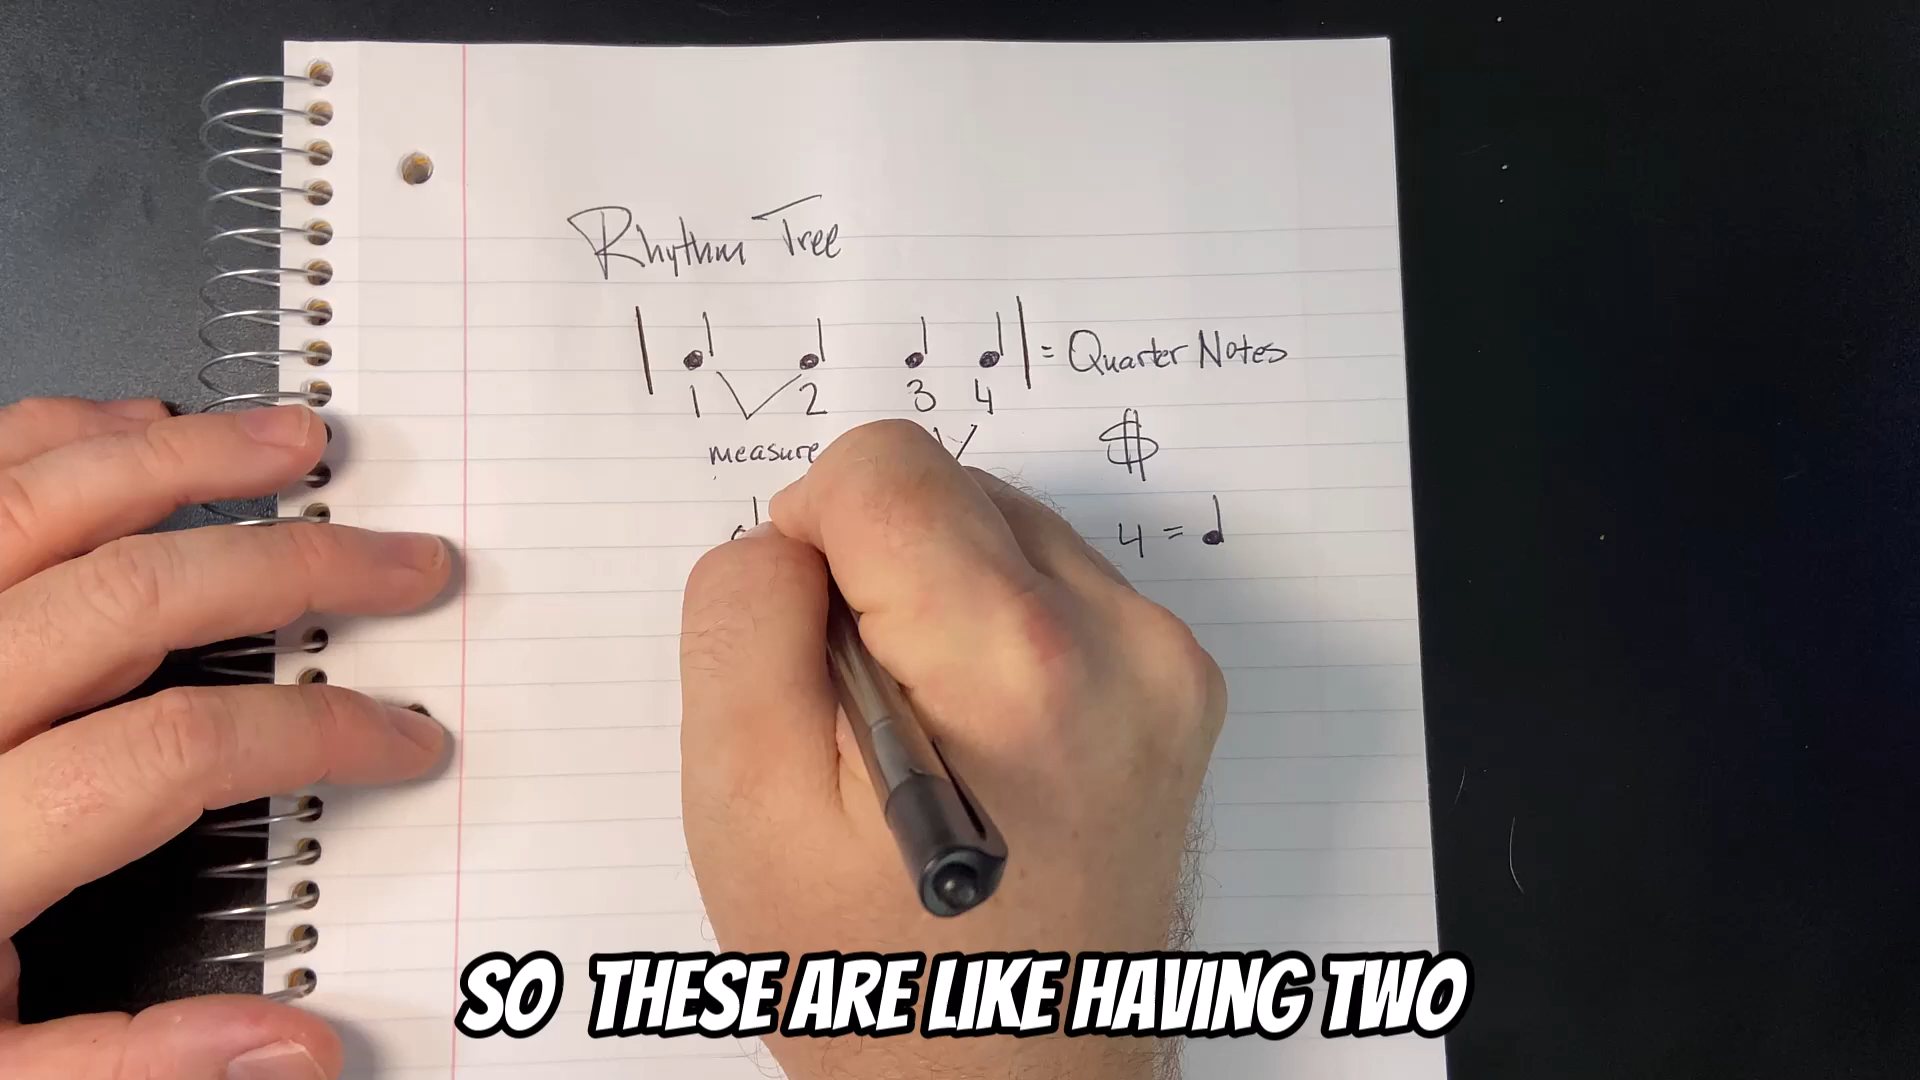 Rhythm Tree
= Quarter Notes
1 2 3 4
measure $
4 =
SO THESE ARE LIKE HAVING TWO